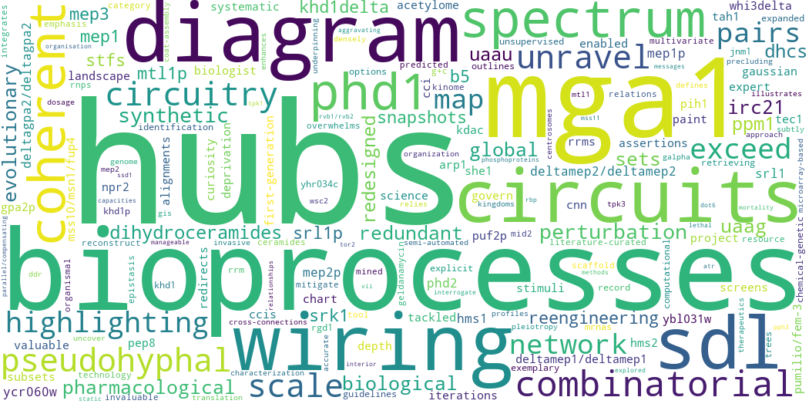 category
emphasis
integrates
mep3
mep1
stfs
landscape
evolutionary
deltagpa2/deltagpa2
coherent
mss10/msn1/fup4
diagram
systematic
acetylome
khd1delta
aggravating
densely
underpinning
spectrum
whi3delta
tah1
expanded
pairs
multivariate
unsupervised
enabled
mep1p
jnm1
messages
precluding
dhcs
gaussian
uaau
unravel
biologist
mtl1p
circuitry
synthetic
identification
dosage
rnps
options
predicted
outlines
g+c
kinome
cci
b5
phd1
map
snapshots
mga1
mtl1
relations
defines
pih1
mss11
centrosomes
expert
illustrates
irc21
ppm1
tec1
subtly
approach
paint
assertions
exceed
rvb1/rvb2
tpk1
overwhelms
kdac
global
rrms
sets
retrieving
arp1
she1
deltamep2/deltamep2
srl1
phosphoproteins
hubs
circuits
organization
mep2
ssd1
genome
capacities
khd1p
alignments
curiosity
deprivation
first-generation
redesigned
yhr034c
wsc2
science
relies
govern
kingdoms
cnn
tpk3
galpha
rbp
dot6
project
mortality
resource
lethal
microarray-based
chemical-genetic
npr2
gpa2p
gis
dihydroceramides
srl1p
redundant
puf2p
mid2
perturbation
uaag
literature-curated
reconstruct
manageable
invasive
ceramides
tor2
semi-automated
parallel/compensating
bioprocesses
ddr
organismal
epistasis
khd1
rrm
redirects
mep2p
mined
mitigate
vii
geldanamycin
explicit
phd2
interrogate
scaffold
methods
stimuli
record
computational
atr
screens
ybl031w
trees
pumilio/fem-3
therapeutics
highlighting
uncover
valuable
pep8
ccis
cross-connections
relationships
chart
srk1
cool
rgd1
accurate
tackled
hms1
profiles
pleiotropy
mrnas
reengineering
hms2
network
wiring
sdl
pseudohyphal
subsets
technology
ycr060w
pharmacological
static
invaluable
translation
characterization
depth
interior
scale
biological
guidelines
deltamep1/deltamep1
exemplary
iterations
explored
combinatorial